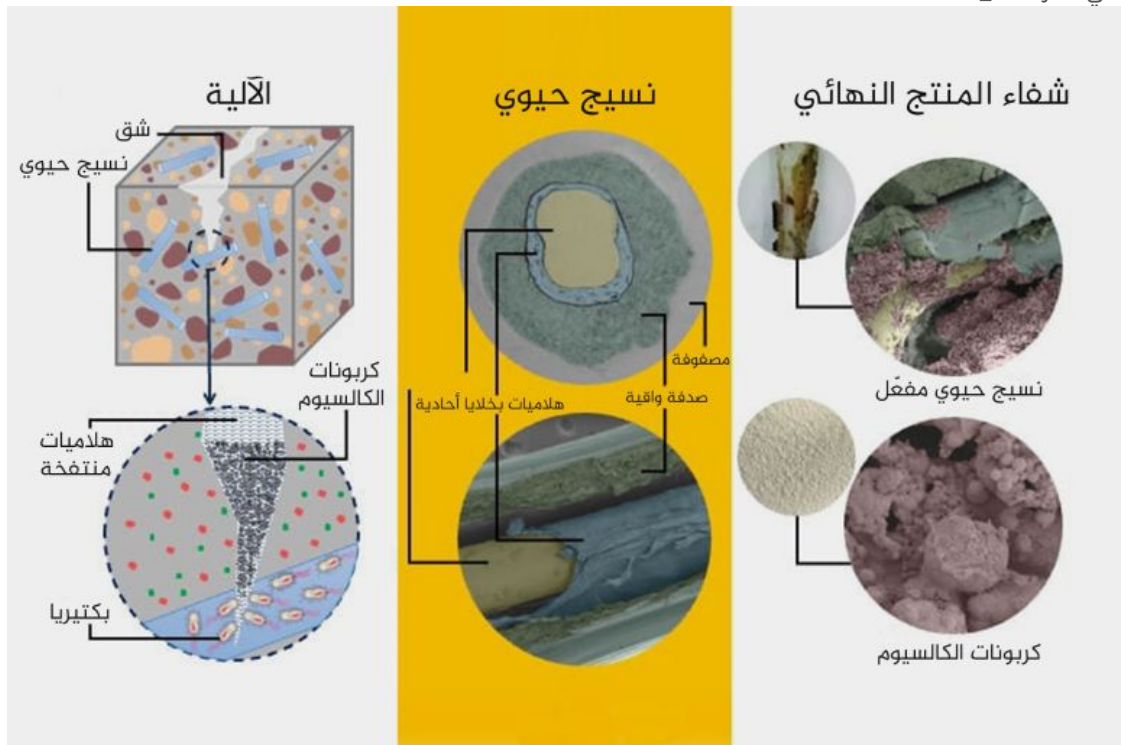 شفاء المنتج النهائي
نسيج حيوي مفعّل
كربونات الكالسيوم
نسيج حيوي
مصفوفة
صدفة واقية
هلاميات بخلايا أحادية
الآلية
شق
نسيج حيوي
كربونات
الكالسيوم
هلاميات
منتفخة
بكتيريا